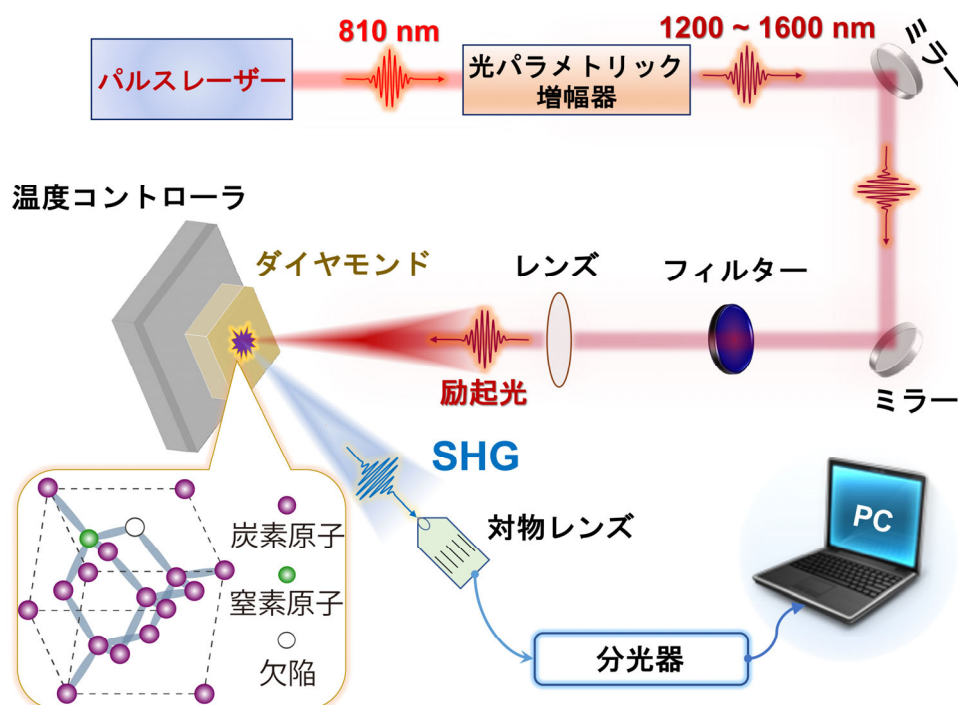 810 nm
1200 ~ 1600 nm
パルスレーザー
光パラメトリック
増幅器
ミラー
温度コントローラ
ダイヤモンド
レンズ
フィルター
励起光
ミラー
SHG
対物レンズ
PC
炭素原子
窒素原子
欠陥
分光器